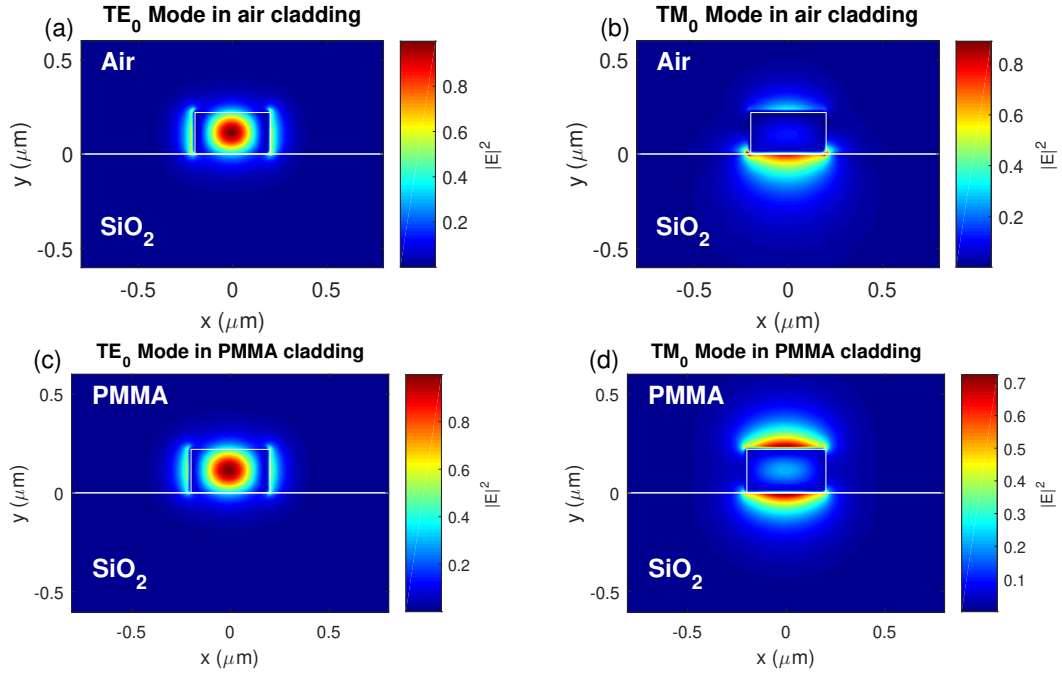 (a) TE0 Mode in air cladding
Air
SiO2
y (μm)
0.5
0
-0.5
-0.5 0 0.5
x (μm)
0.8
0.6
0.4
0.2
|E|²
(b) TM0 Mode in air cladding
Air
SiO2
y (μm)
0.5
0
-0.5
-0.5 0 0.5
x (μm)
0.8
0.6
0.4
0.2
|E|²
(c) TE0 Mode in PMMA cladding
PMMA
SiO2
y (μm)
0.5
0
-0.5
-0.5 0 0.5
x (μm)
0.8
0.6
0.4
0.2
|E|²
(d) TM0 Mode in PMMA cladding
PMMA
SiO2
y (μm)
0.5
0
-0.5
-0.5 0 0.5
x (μm)
0.7
0.6
0.5
0.4
0.3
0.2
0.1
|E|²